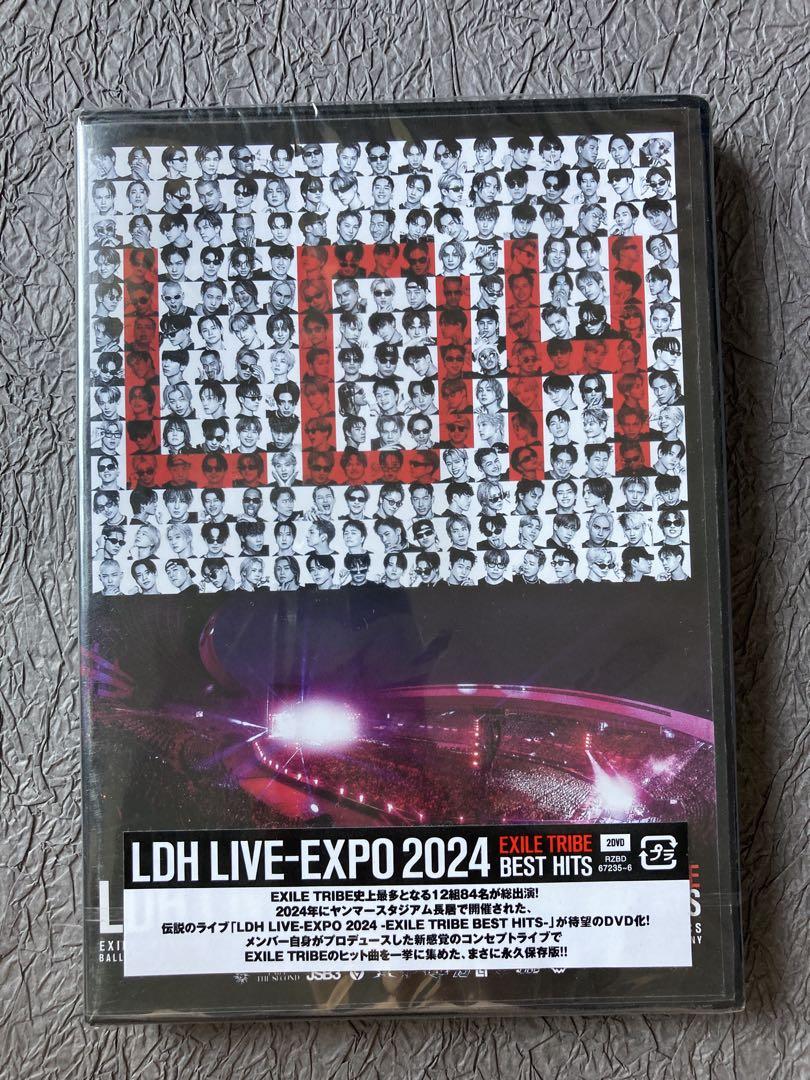 LDH
LDH LIVE-EXPO 2024 EXILE TRIBE BEST HITS
2DVD
RZBD
67235~6
プラ
EXILE TRIBE史上最多となる12組84名が総出演!
2024年にヤンマースタジアム長居で開催された、
伝説のライブ「LDH LIVE-EXPO 2024 -EXILE TRIBE BEST HITS-」が待望のDVD化!
メンバー自身がプロデュースした新感覚のコンセプトライブで
EXILE TRIBEのヒット曲を一挙に集めた、まさに永久保存版!!
THE SECOND JSB3